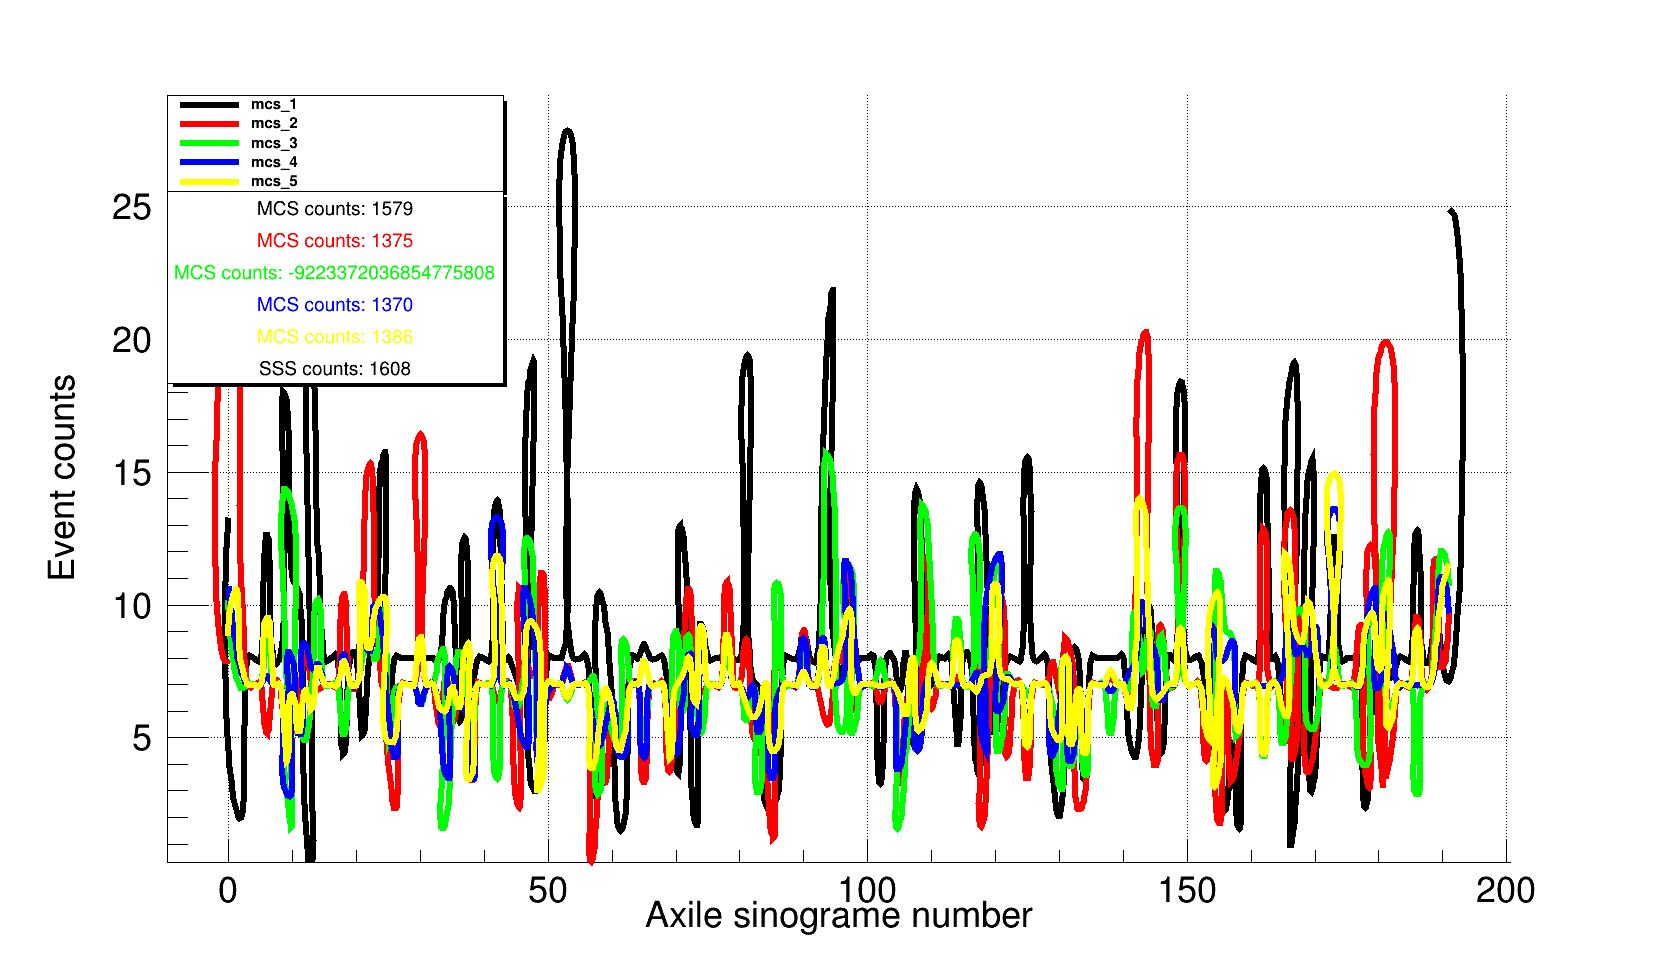 mcs_1
mcs_2
mcs_3
mcs_4
mcs_5
MCS counts: 1579
MCS counts: 1375
MCS counts: -9223372036854775808
MCS counts: 1370
MCS counts: 1386
SSS counts: 1608
25
20
15
10
5
Event counts
0 50 100 150 200
Axile sinograme number